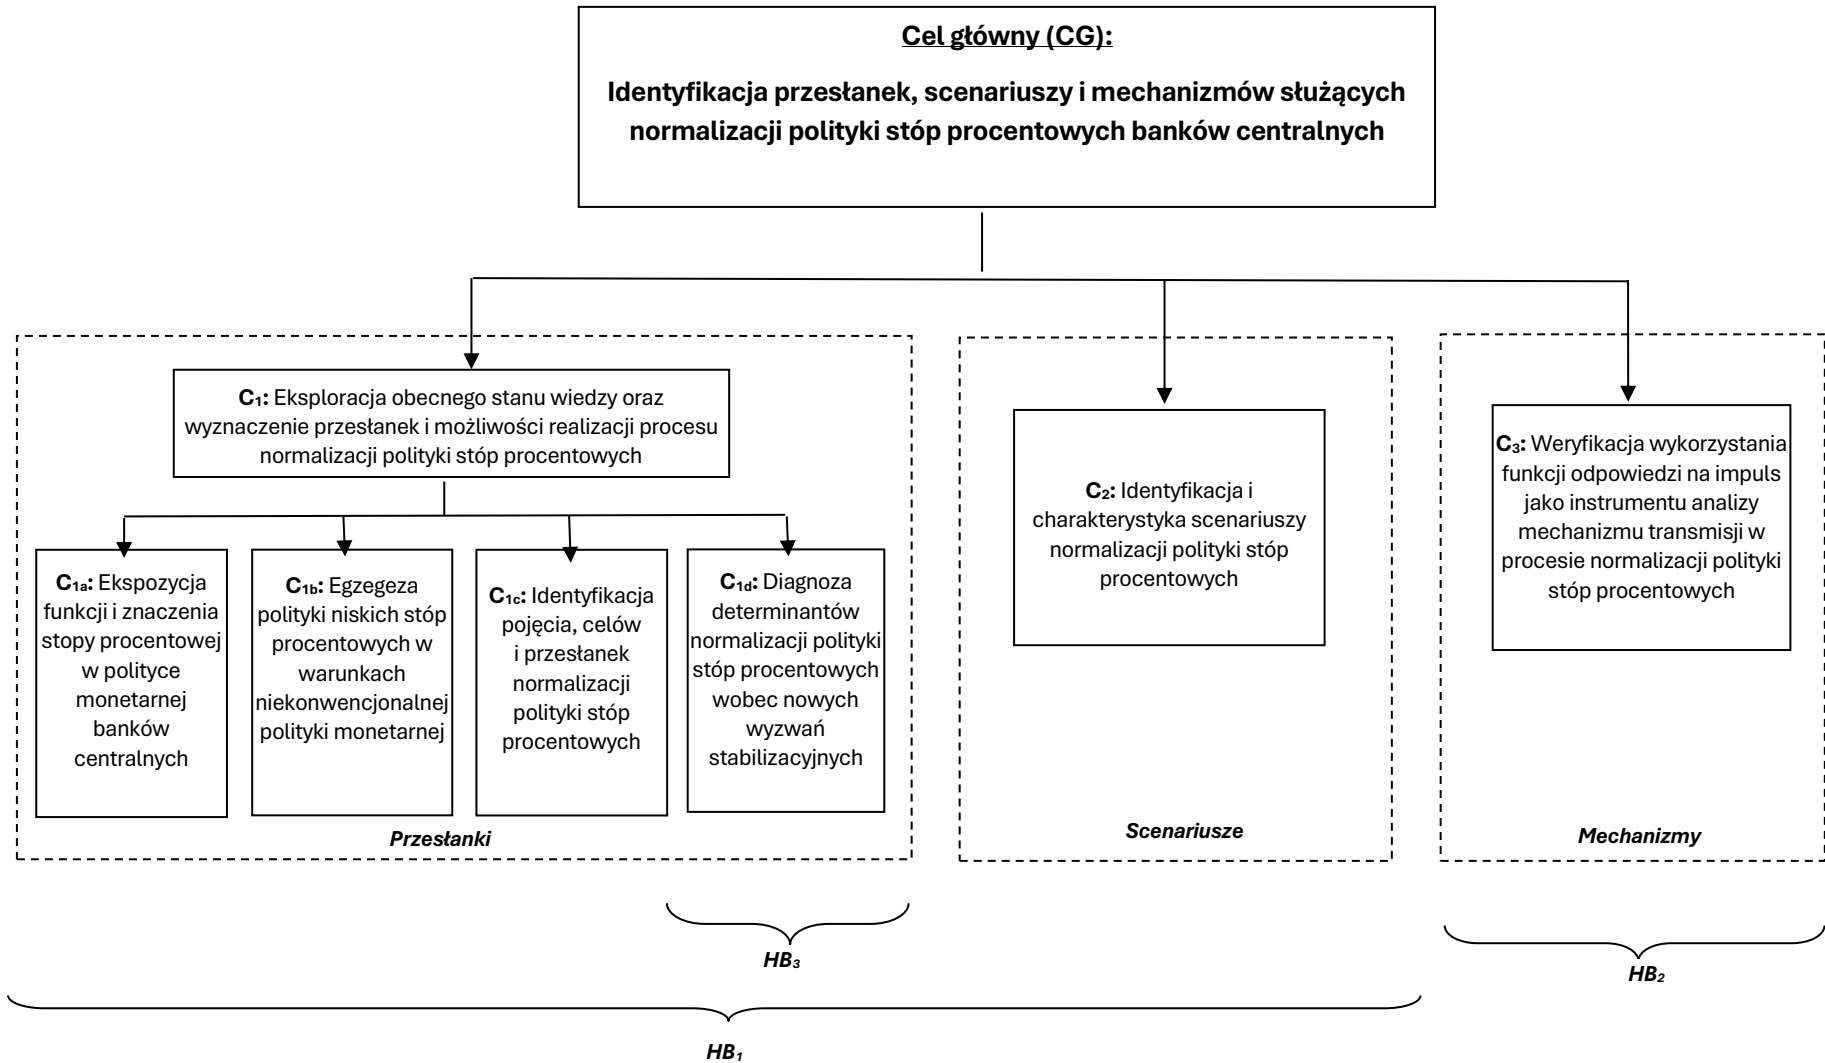 Cel główny (CG):
Identyfikacja przesłanek, scenariuszy i mechanizmów służących
normalizacji polityki stóp procentowych banków centralnych
C₁: Eksploracja obecnego stanu wiedzy oraz
wyznaczenie przesłanek i możliwości realizacji procesu
normalizacji polityki stóp procentowych
C₁ₐ: Ekspozycja
funkcji i znaczenia
stopy procentowej
w polityce
monetarnej
banków
centralnych
C₁b: Egzegeza
polityki niskich stóp
procentowych w
warunkach
niekonwencjonalnej
polityki monetarnej
C₁c: Identyfikacja
pojęcia, celów
i przesłanek
normalizacji
polityki stóp
procentowych
C₁d: Diagnoza
determinantów
normalizacji polityki
stóp procentowych
wobec nowych
wyzwań
stabilizacyjnych
Przesłanki
C₂: Identyfikacja i
charakterystyka scenariuszy
normalizacji polityki stóp
procentowych
Scenariusze
C₃: Weryfikacja wykorzystania
funkcji odpowiedzi na impuls
jako instrumentu analizy
mechanizmu transmisji w
procesie normalizacji polityki
stóp procentowych
Mechanizmy
HB₃
HB₂
HB₁